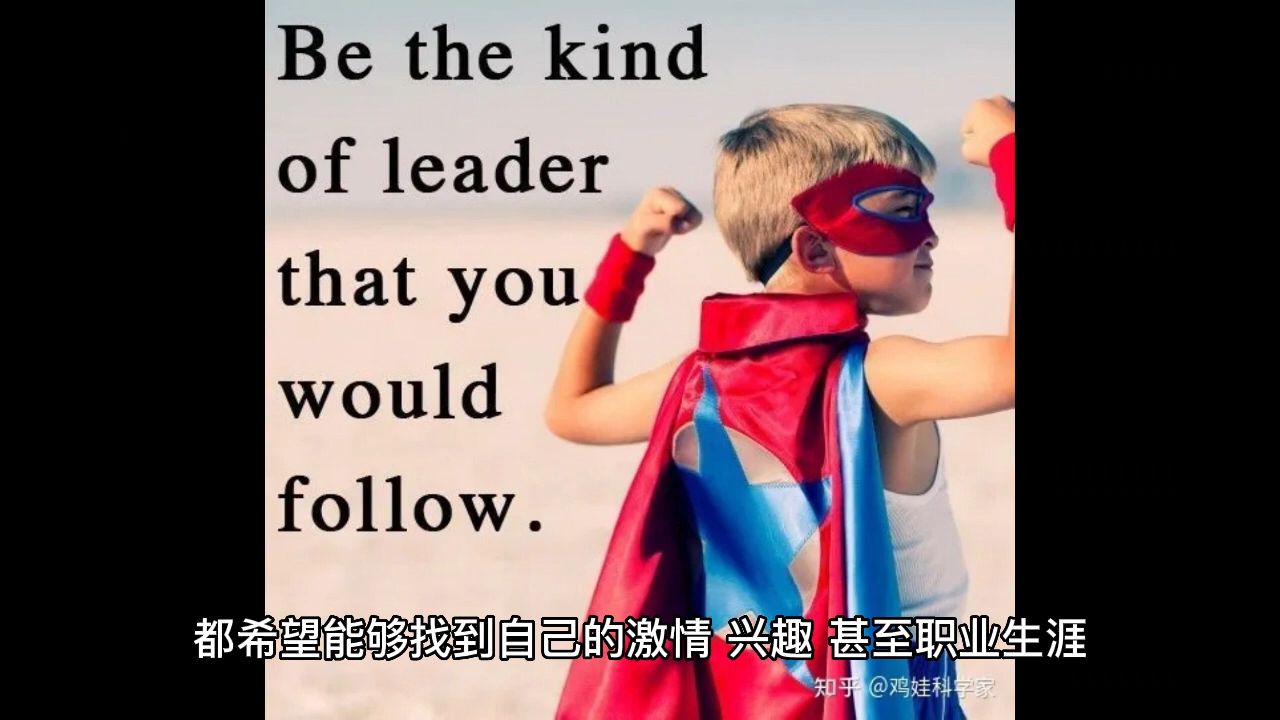 Be the kind
of leader
that you
would
follow.
都希望能够找到自己的激情 兴趣 甚至职业生涯
知乎 @鸡娃科学家